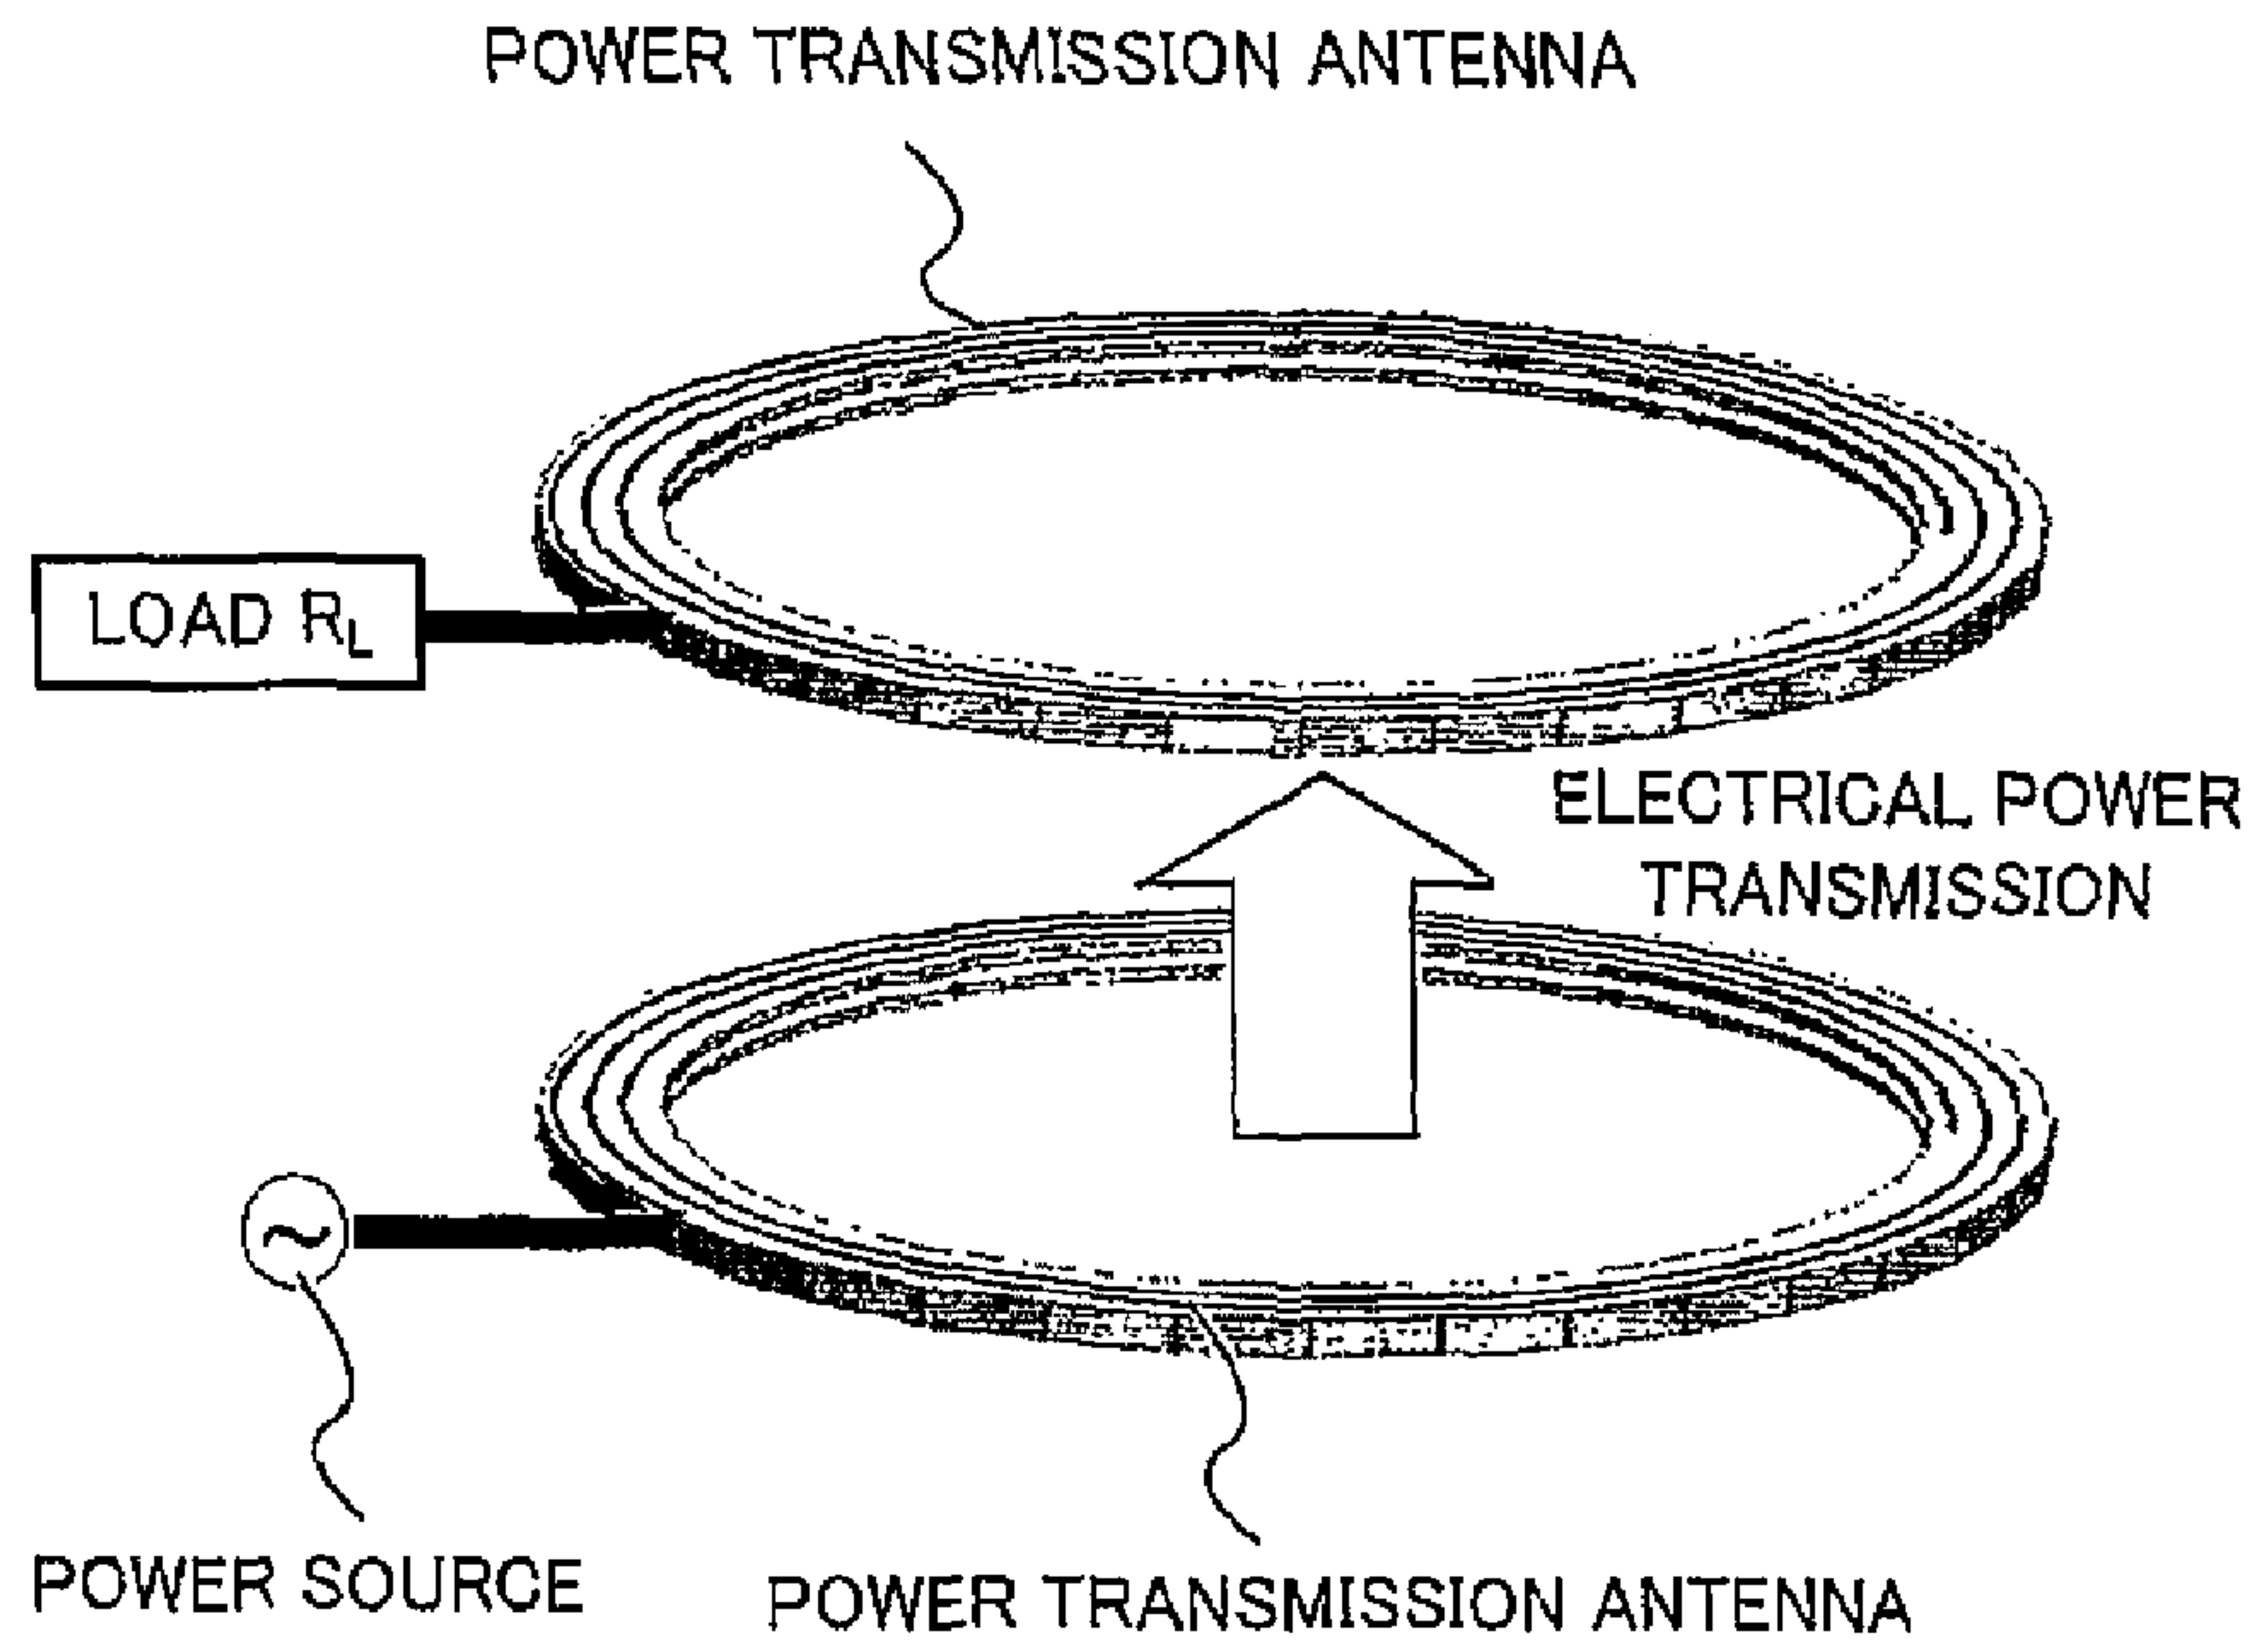 POWER TRANSMISSION ANTENNA
LOAD RL
ELECTRICAL POWER
TRANSMISSION
~
POWER SOURCE
POWER TRANSMISSION ANTENNA